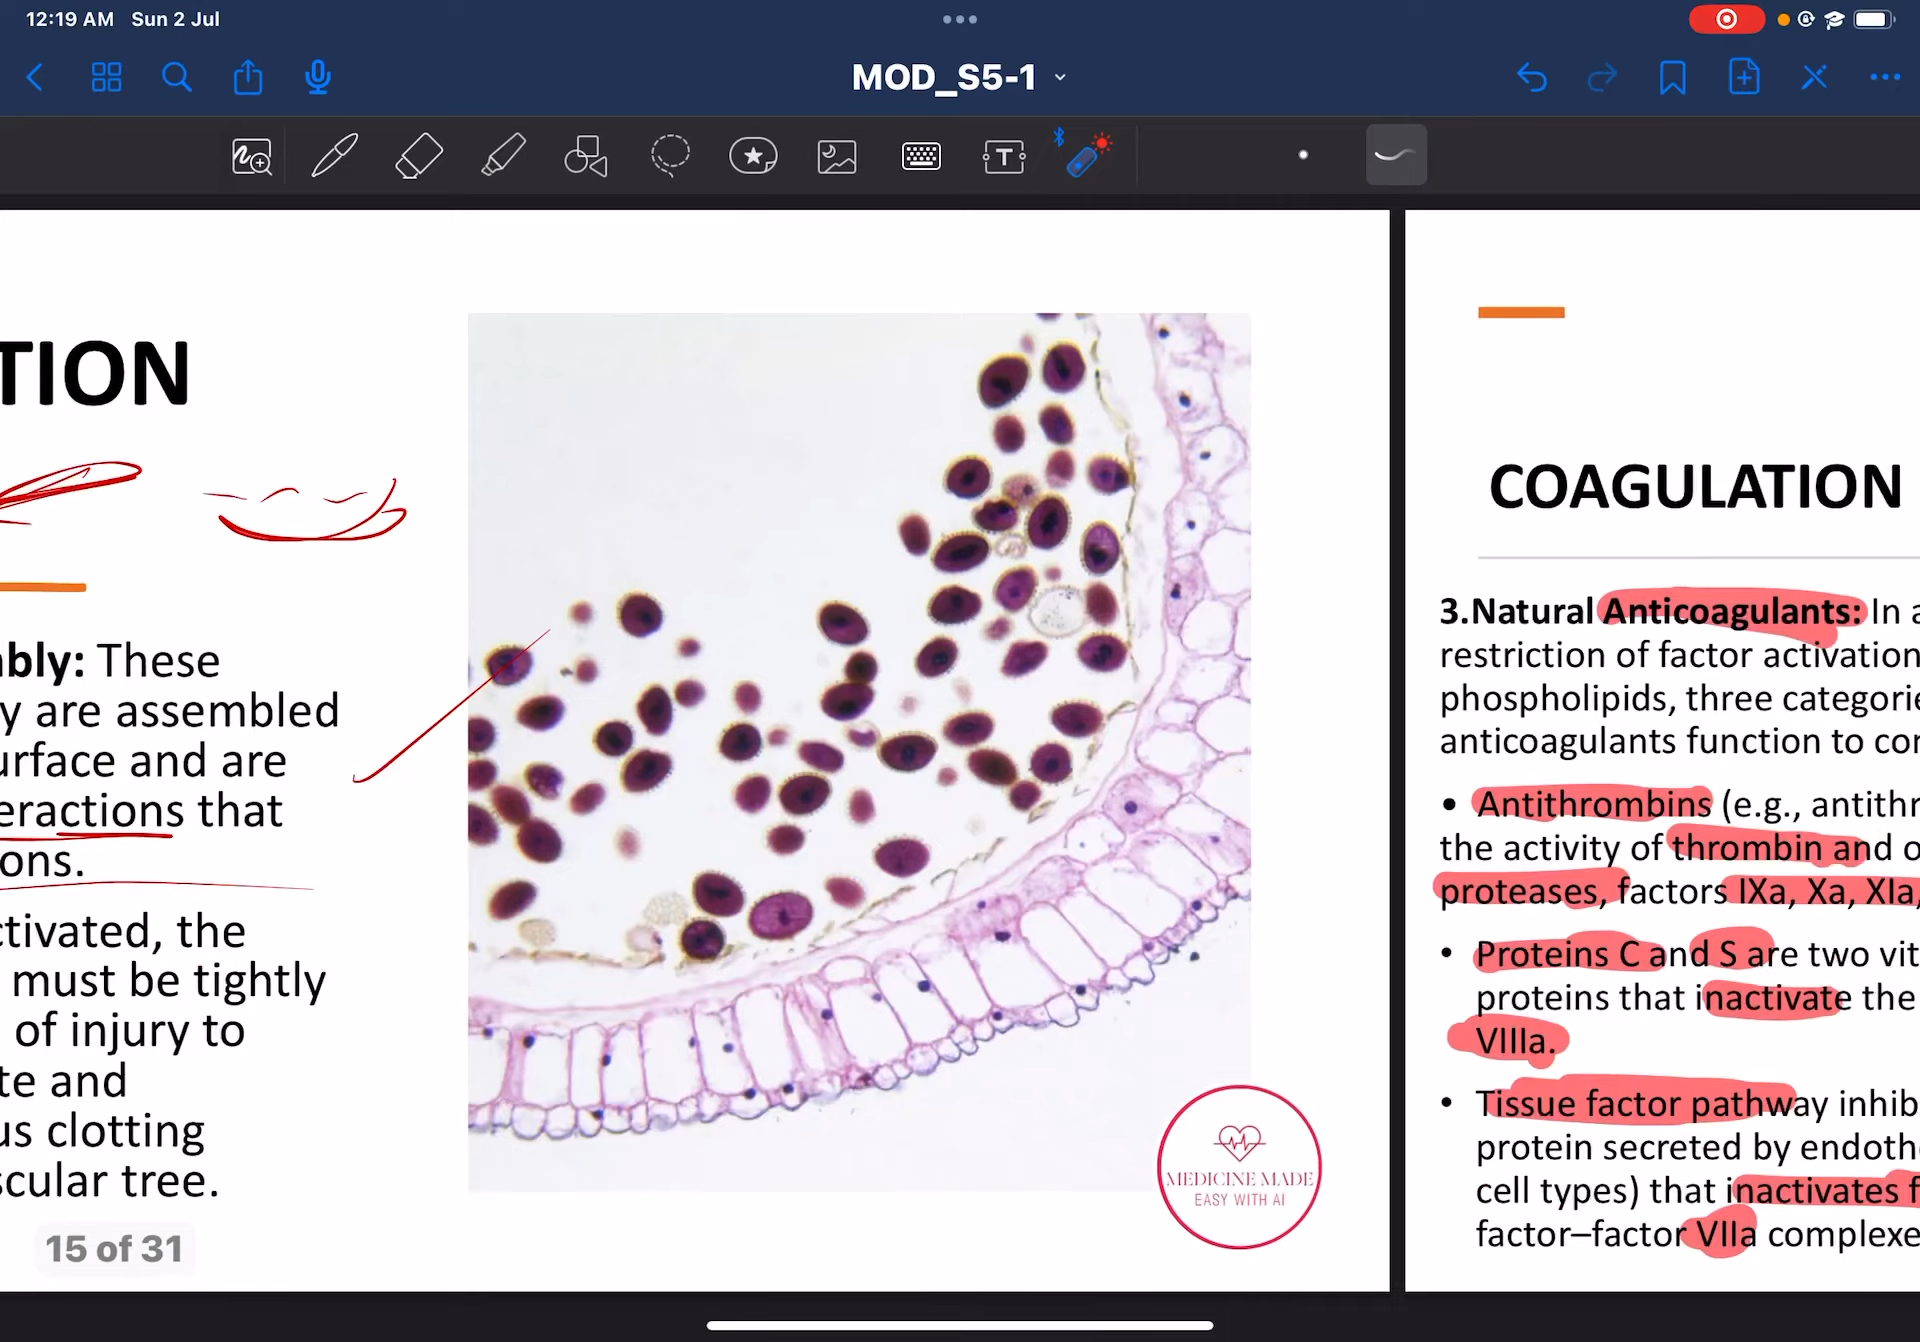 12:19 AM Sun 2 Jul
MOD_S5-1
T
TION
ably: These
y are assembled
urface and are
eractions that
ons.
ctivated, the
must be tightly
of injury to
te and
us clotting
scular tree.
15 of 31
MEDICINE MADE
EASY WITH AI
COAGULATION
3.Natural Anticoagulants: In a
restriction of factor activation
phospholipids, three categorie
anticoagulants function to con
• Antithrombins (e.g., antithr
the activity of thrombin and o
proteases, factors IXa, Xa, XIa,
• Proteins C and S are two vit
proteins that inactivate the
VIIIa.
• Tissue factor pathway inhib
protein secreted by endothe
cell types) that inactivates f
factor–factor VIIa complexe